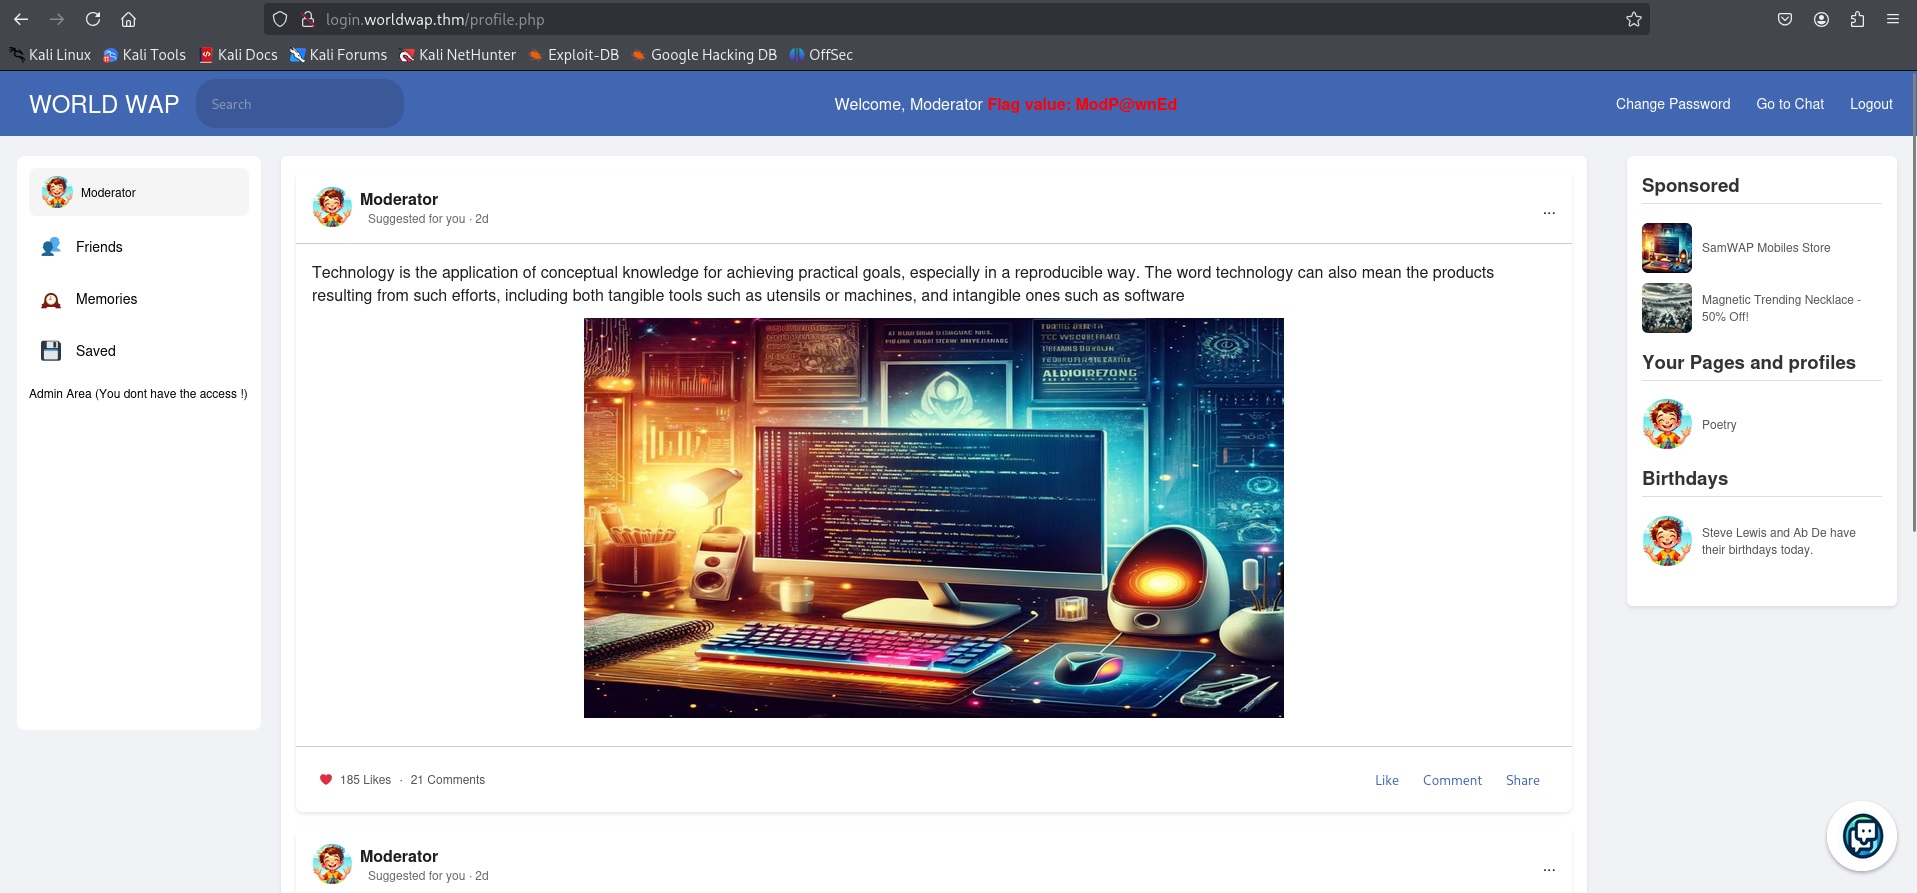 login.worldwap.thm/profile.php
Kali Linux Kali Tools Kali Docs Kali Forums Kali NetHunter Exploit-DB Google Hacking DB OffSec
WORLD WAP Search Welcome, Moderator Flag value: ModP@wnEd Change Password Go to Chat Logout
Moderator
Friends
Memories
Saved
Admin Area (You dont have the access !)
Moderator
Suggested for you · 2d
...
Technology is the application of conceptual knowledge for achieving practical goals, especially in a reproducible way. The word technology can also mean the products
resulting from such efforts, including both tangible tools such as utensils or machines, and intangible ones such as software
185 Likes · 21 Comments Like Comment Share
Moderator
Suggested for you · 2d
...
Sponsored
SamWAP Mobiles Store
Magnetic Trending Necklace -
50% Off!
Your Pages and profiles
Poetry
Birthdays
Steve Lewis and Ab De have
their birthdays today.